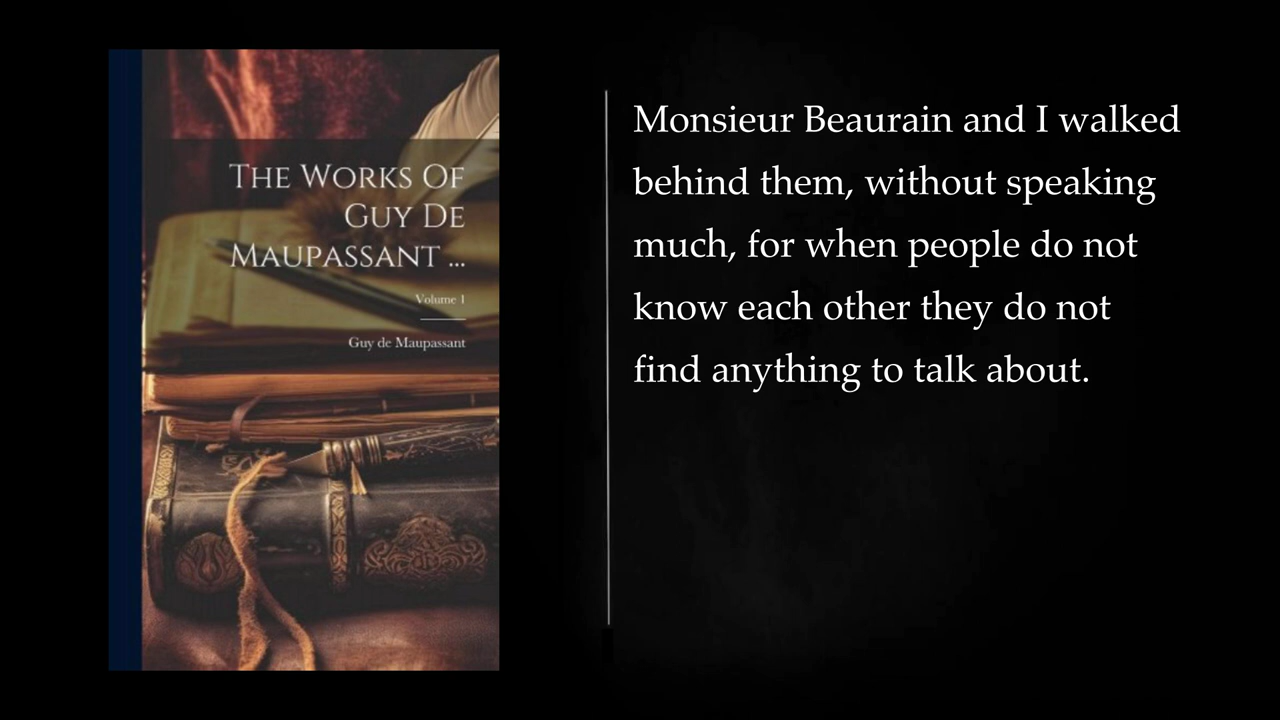 The Works Of
Guy De
Maupassant ...
Volume 1
Guy de Maupassant
Monsieur Beaurain and I walked
behind them, without speaking
much, for when people do not
know each other they do not
find anything to talk about.